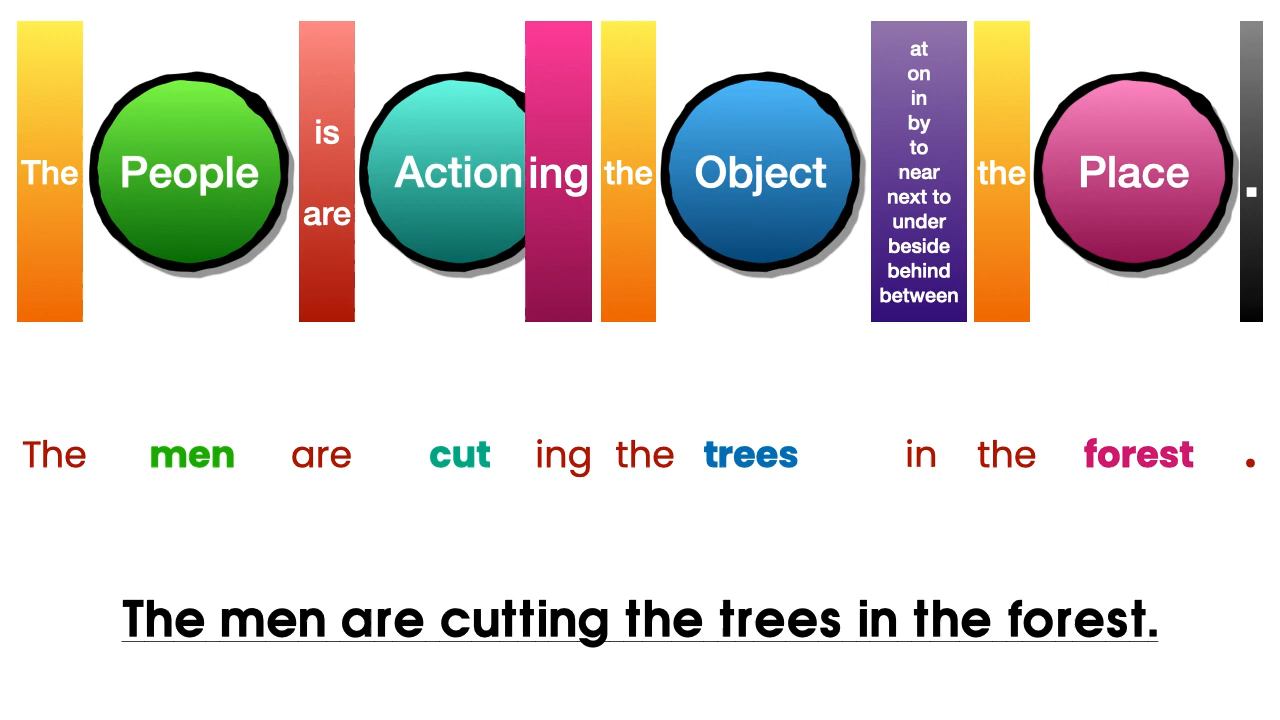 The People is are Action ing the Object at on in by to near next to under beside behind between the Place .
The men are cut ing the trees in the forest .
The men are cutting the trees in the forest.